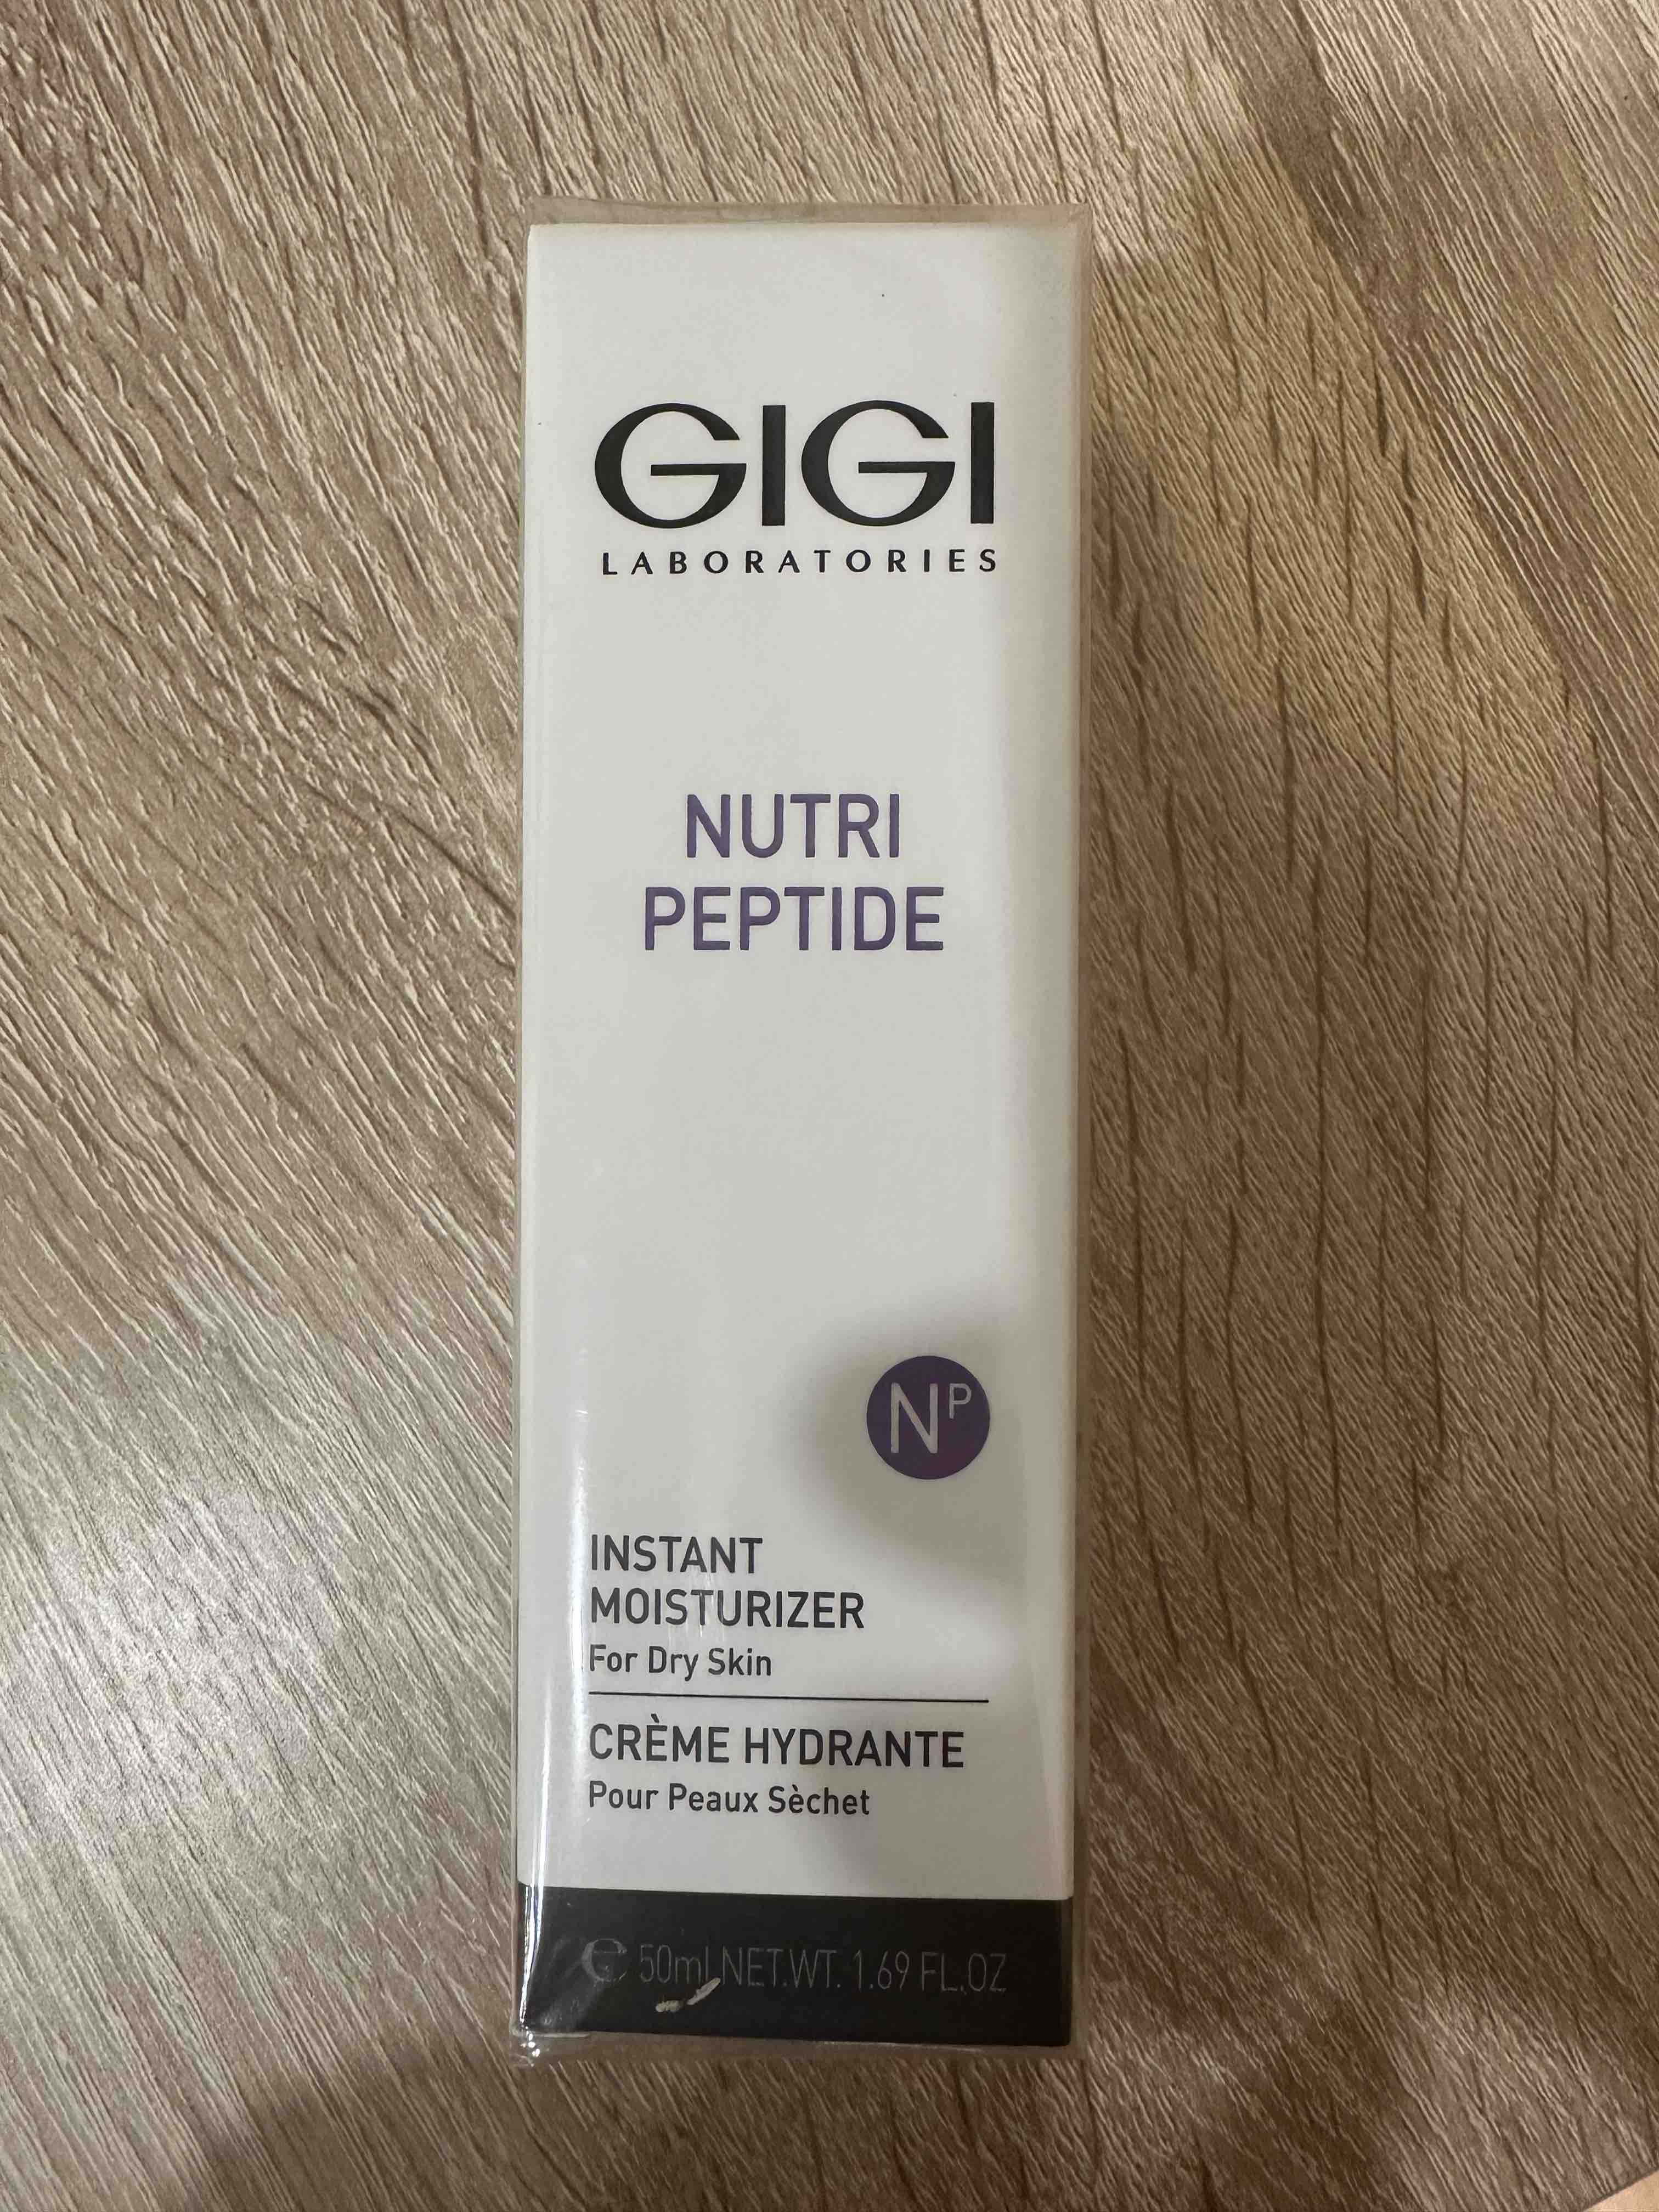 GIGI
LABORATORIES
NUTRI
PEPTIDE
NP
INSTANT
MOISTURIZER
For Dry Skin
CRÈME HYDRANTE
Pour Peaux Sèchet
℮ 50ml NET.WT. 1.69 FL.OZ